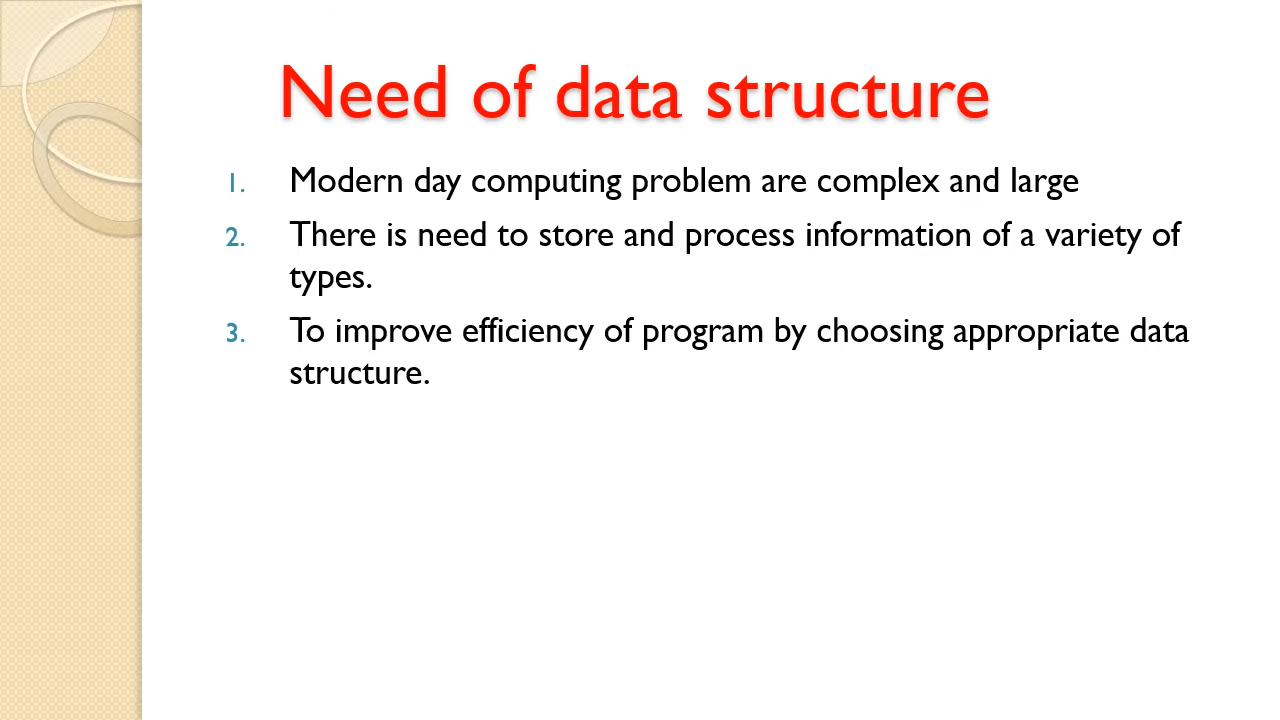 Need of data structure
1. Modern day computing problem are complex and large
2. There is need to store and process information of a variety of
types.
3. To improve efficiency of program by choosing appropriate data
structure.